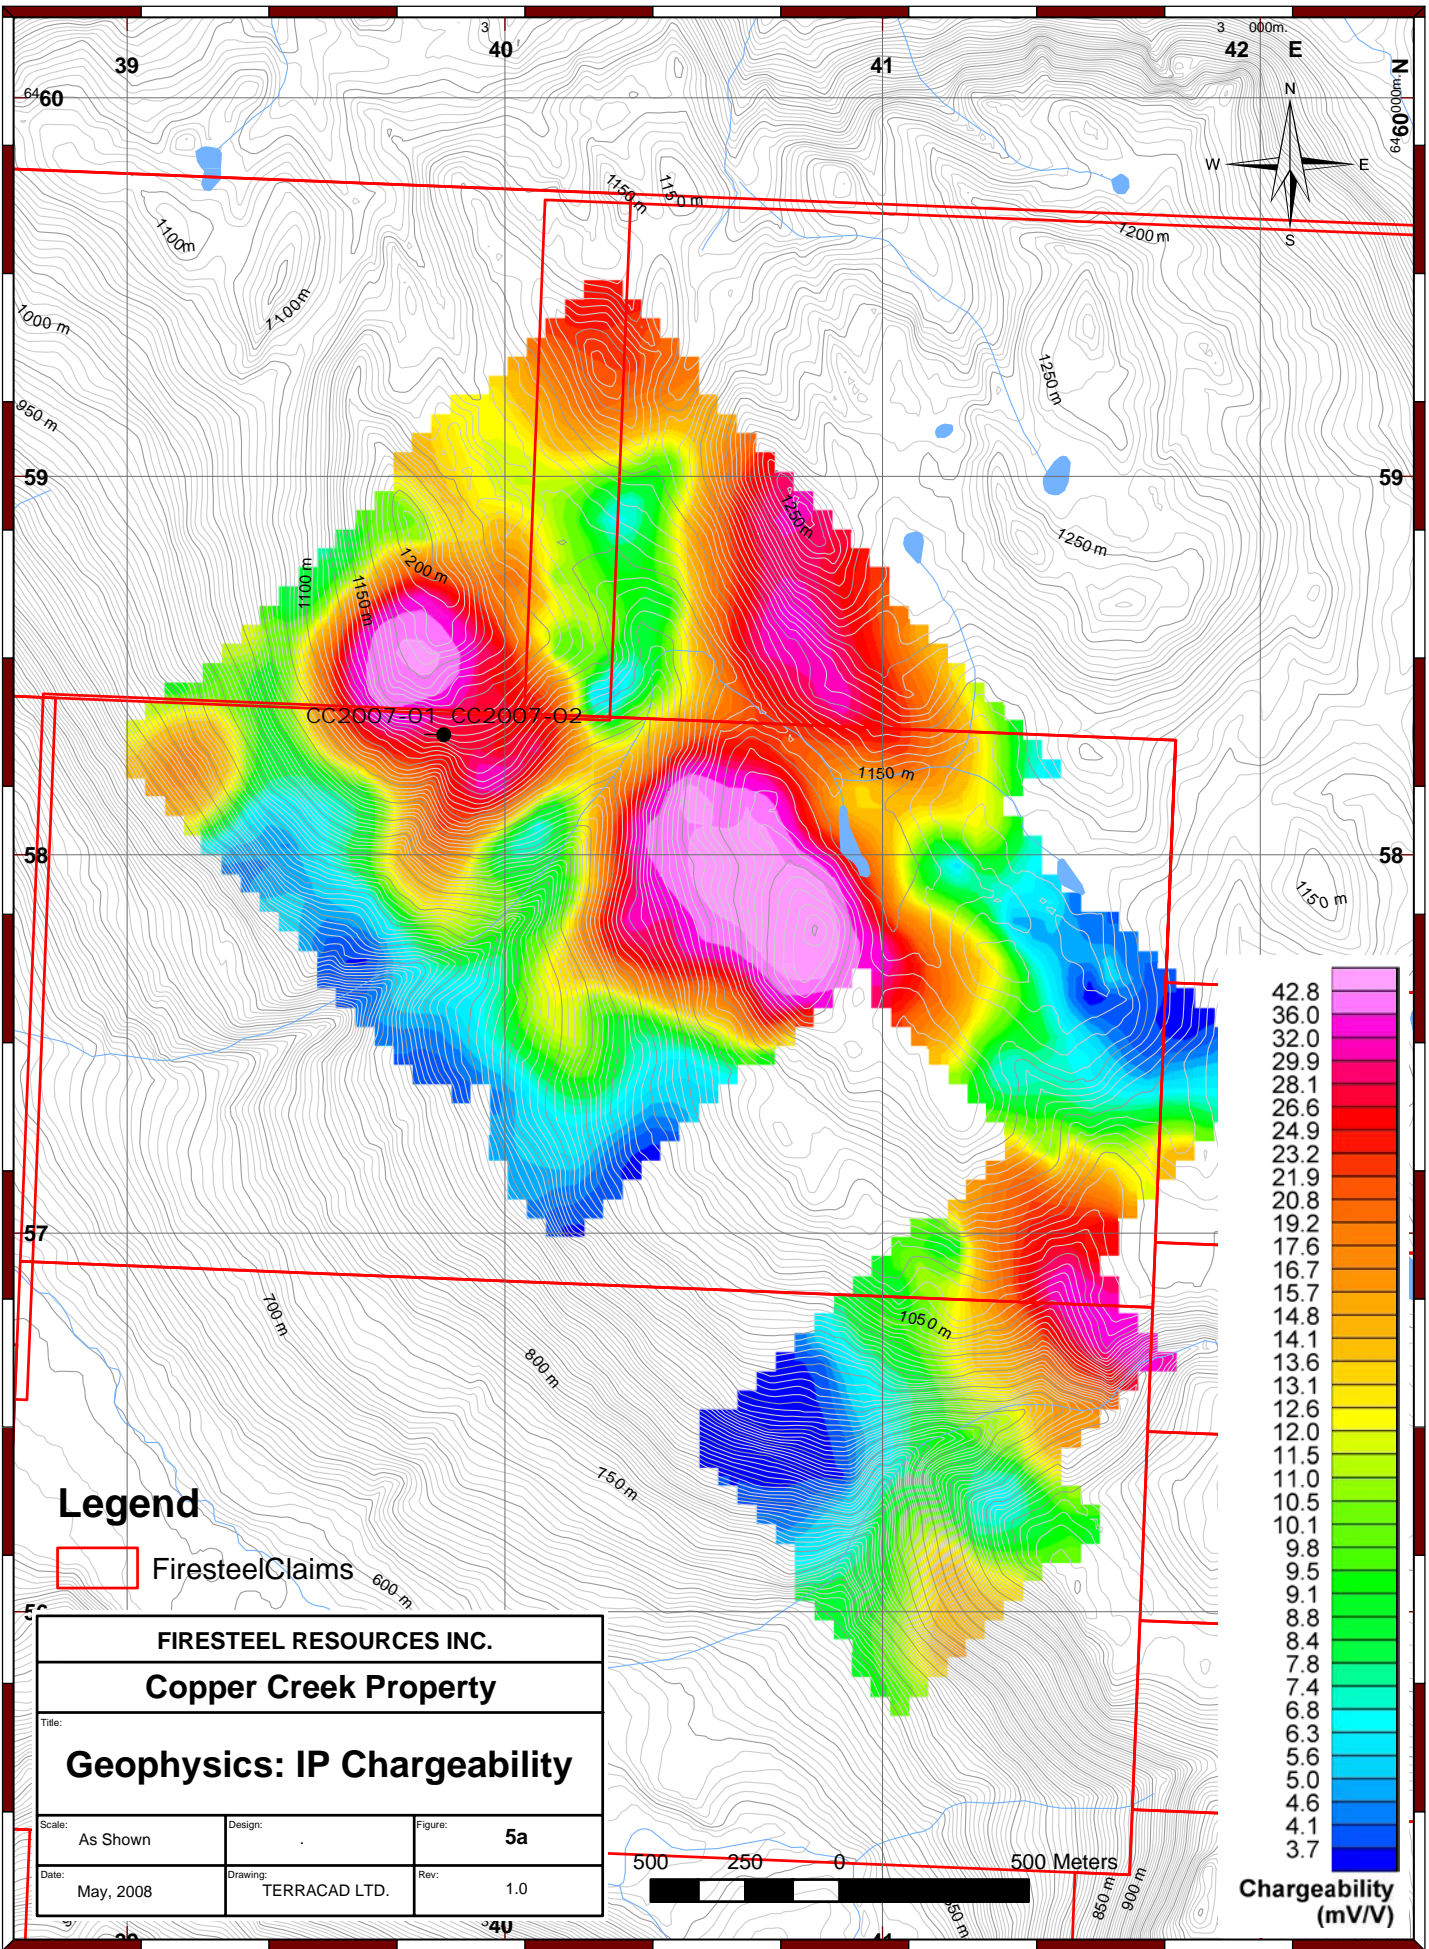 3
3 000m.
39
40
41
42 E
N
6460
6460000m.
N
W E
S
1150 m
1150 m
1100m
1200 m
1100m
1000 m
1250 m
950 m
59
59
1250m
1250 m
1200 m
1100 m
1150 m
CC2007-01 CC2007-02
1150 m
58
58
1150 m
42.8
36.0
32.0
29.9
28.1
26.6
24.9
23.2
21.9
20.8
19.2
17.6
16.7
15.7
14.8
14.1
13.6
13.1
12.6
12.0
11.5
11.0
10.5
10.1
9.8
9.5
9.1
8.8
8.4
7.8
7.4
6.8
6.3
5.6
5.0
4.6
4.1
3.7
Chargeability
(mV/V)
57
700 m
1050 m
800 m
750 m
Legend
FiresteelClaims
600 m
FIRESTEEL RESOURCES INC.
Copper Creek Property
Title:
Geophysics: IP Chargeability
Scale: As Shown
Design: .
Figure: 5a
Date: May, 2008
Drawing: TERRACAD LTD.
Rev: 1.0
500 250 0 500 Meters
850 m
900 m
39
340
41